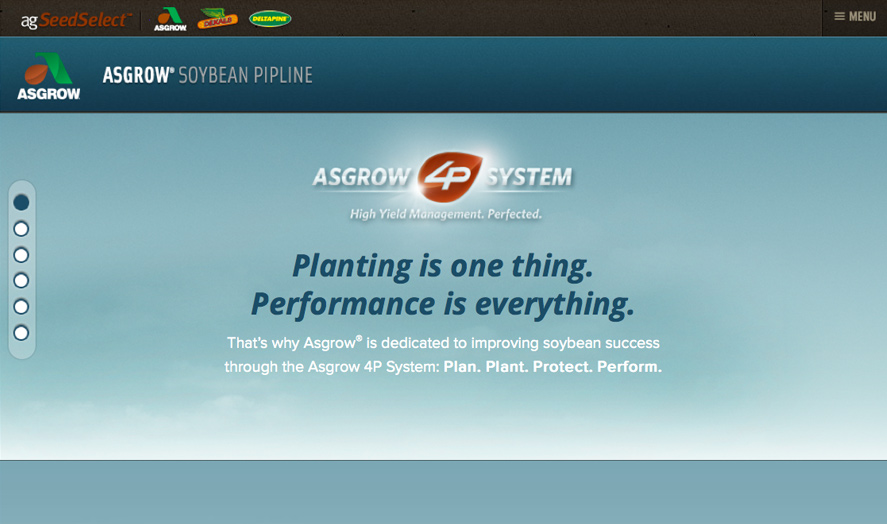 agSeedSelect™
ASGROW
DEKALB
DELTAPINE
≡ MENU
ASGROW
ASGROW® SOYBEAN PIPLINE
ASGROW 4P SYSTEM
High Yield Management. Perfected.
Planting is one thing.
Performance is everything.
That's why Asgrow® is dedicated to improving soybean success
through the Asgrow 4P System: Plan. Plant. Protect. Perform.